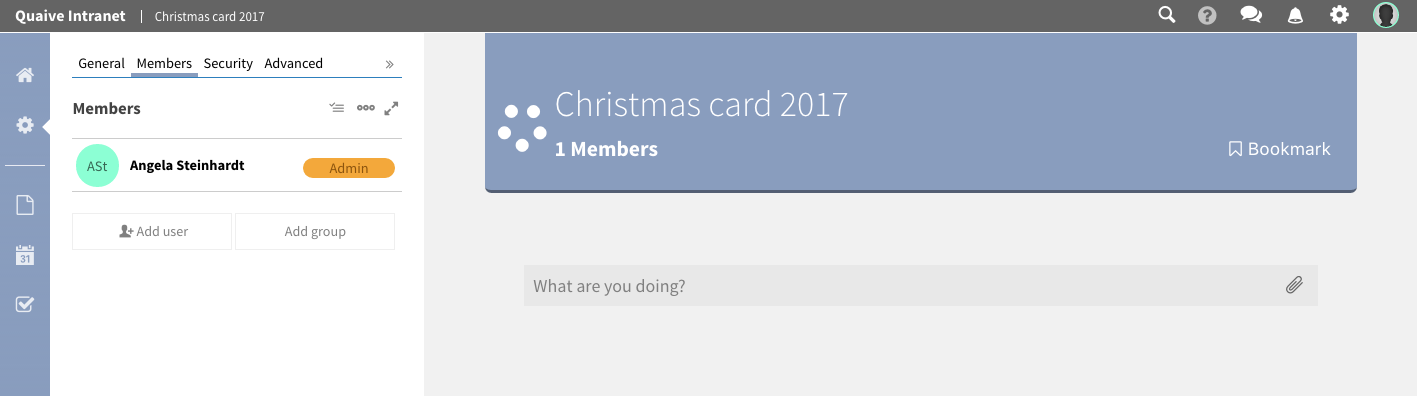 Quaive Intranet | Christmas card 2017
General Members Security Advanced »
Members
ASt Angela Steinhardt Admin
Add user Add group
31
Christmas card 2017
1 Members
Bookmark
What are you doing?